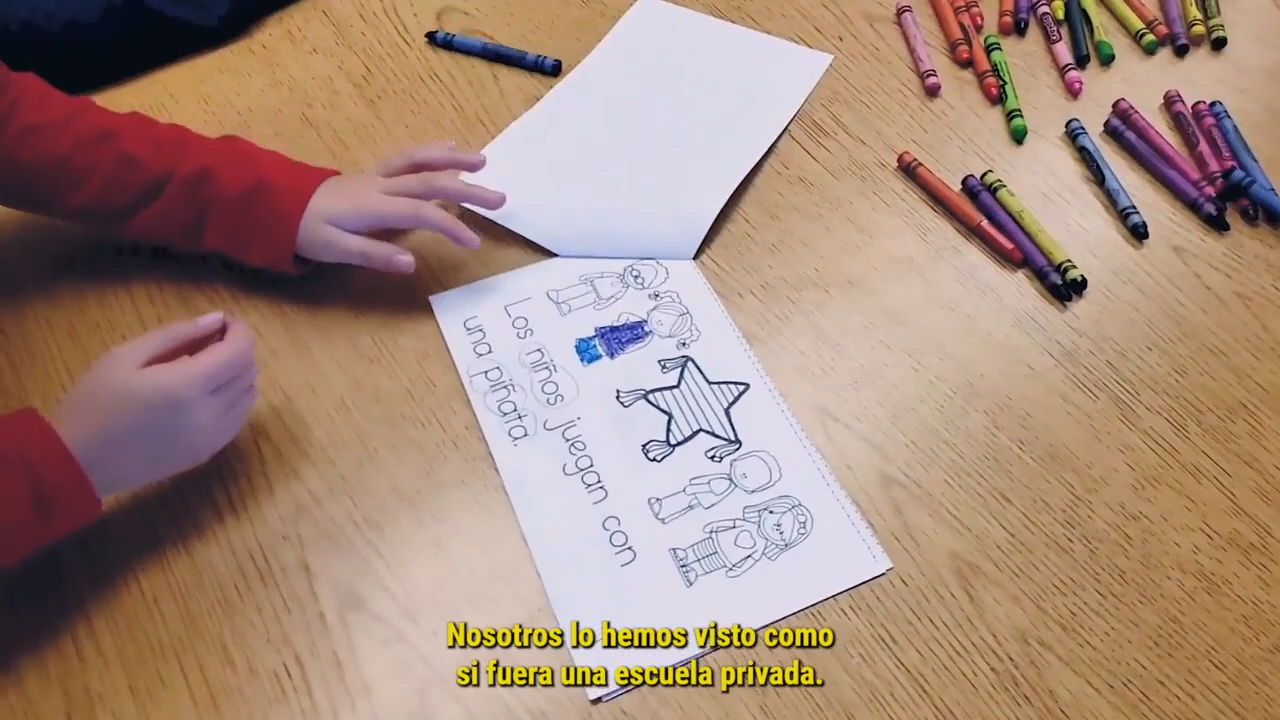 Los niños juegan con
una piñata.
Nosotros lo hemos visto como
si fuera una escuela privada.